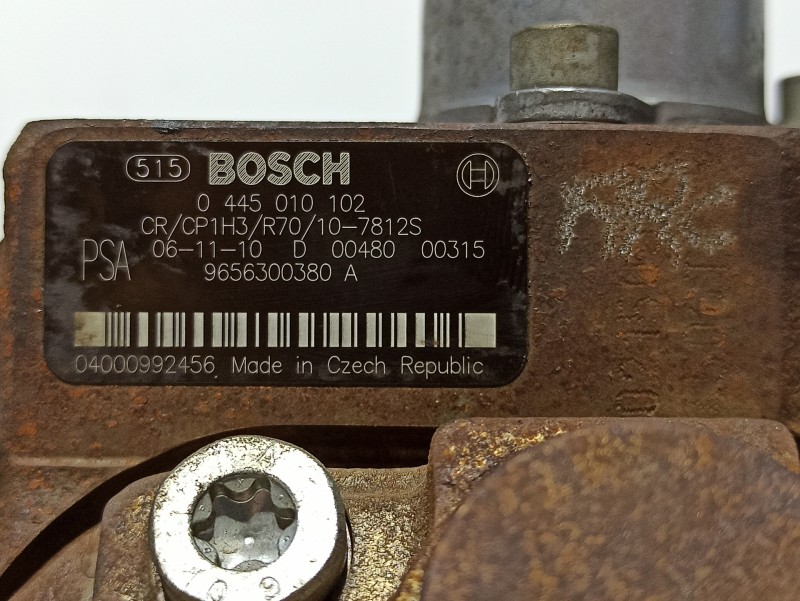 515 BOSCH H
0 445 010 102
CR/CP1H3/R70/10-7812S
PSA 06-11-10 D 00480 00315
9656300380 A
04000992456 Made in Czech Republic